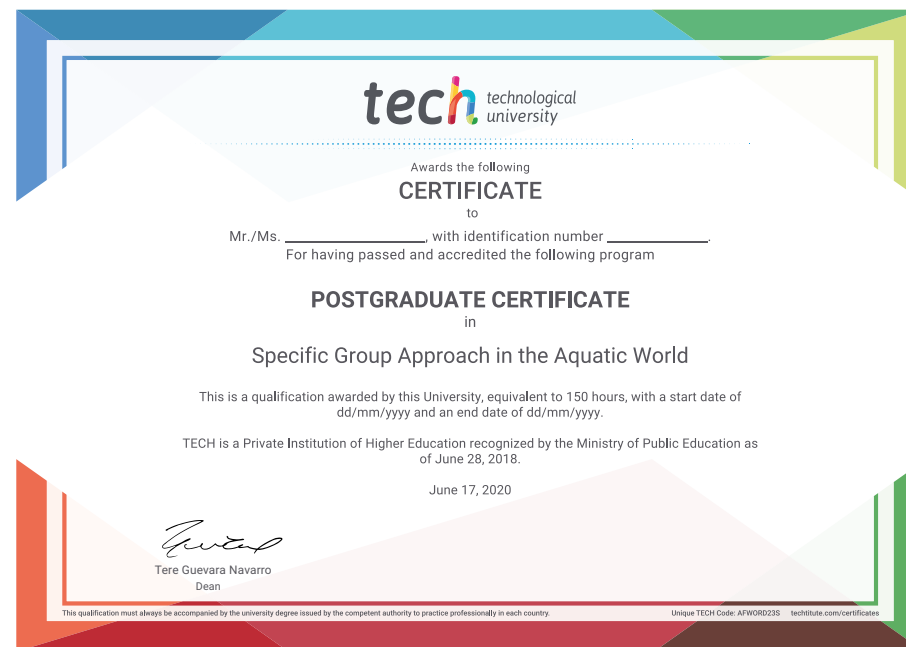 tech technological
university
Awards the following
CERTIFICATE
to
Mr./Ms. ____________________, with identification number ______________.
For having passed and accredited the following program
POSTGRADUATE CERTIFICATE
in
Specific Group Approach in the Aquatic World
This is a qualification awarded by this University, equivalent to 150 hours, with a start date of
dd/mm/yyyy and an end date of dd/mm/yyyy.
TECH is a Private Institution of Higher Education recognized by the Ministry of Public Education as
of June 28, 2018.
June 17, 2020
Tere Guevara Navarro
Dean
This qualification must always be accompanied by the university degree issued by the competent authority to practice professionally in each country.
Unique TECH Code: AFWORD23S techtitute.com/certificates